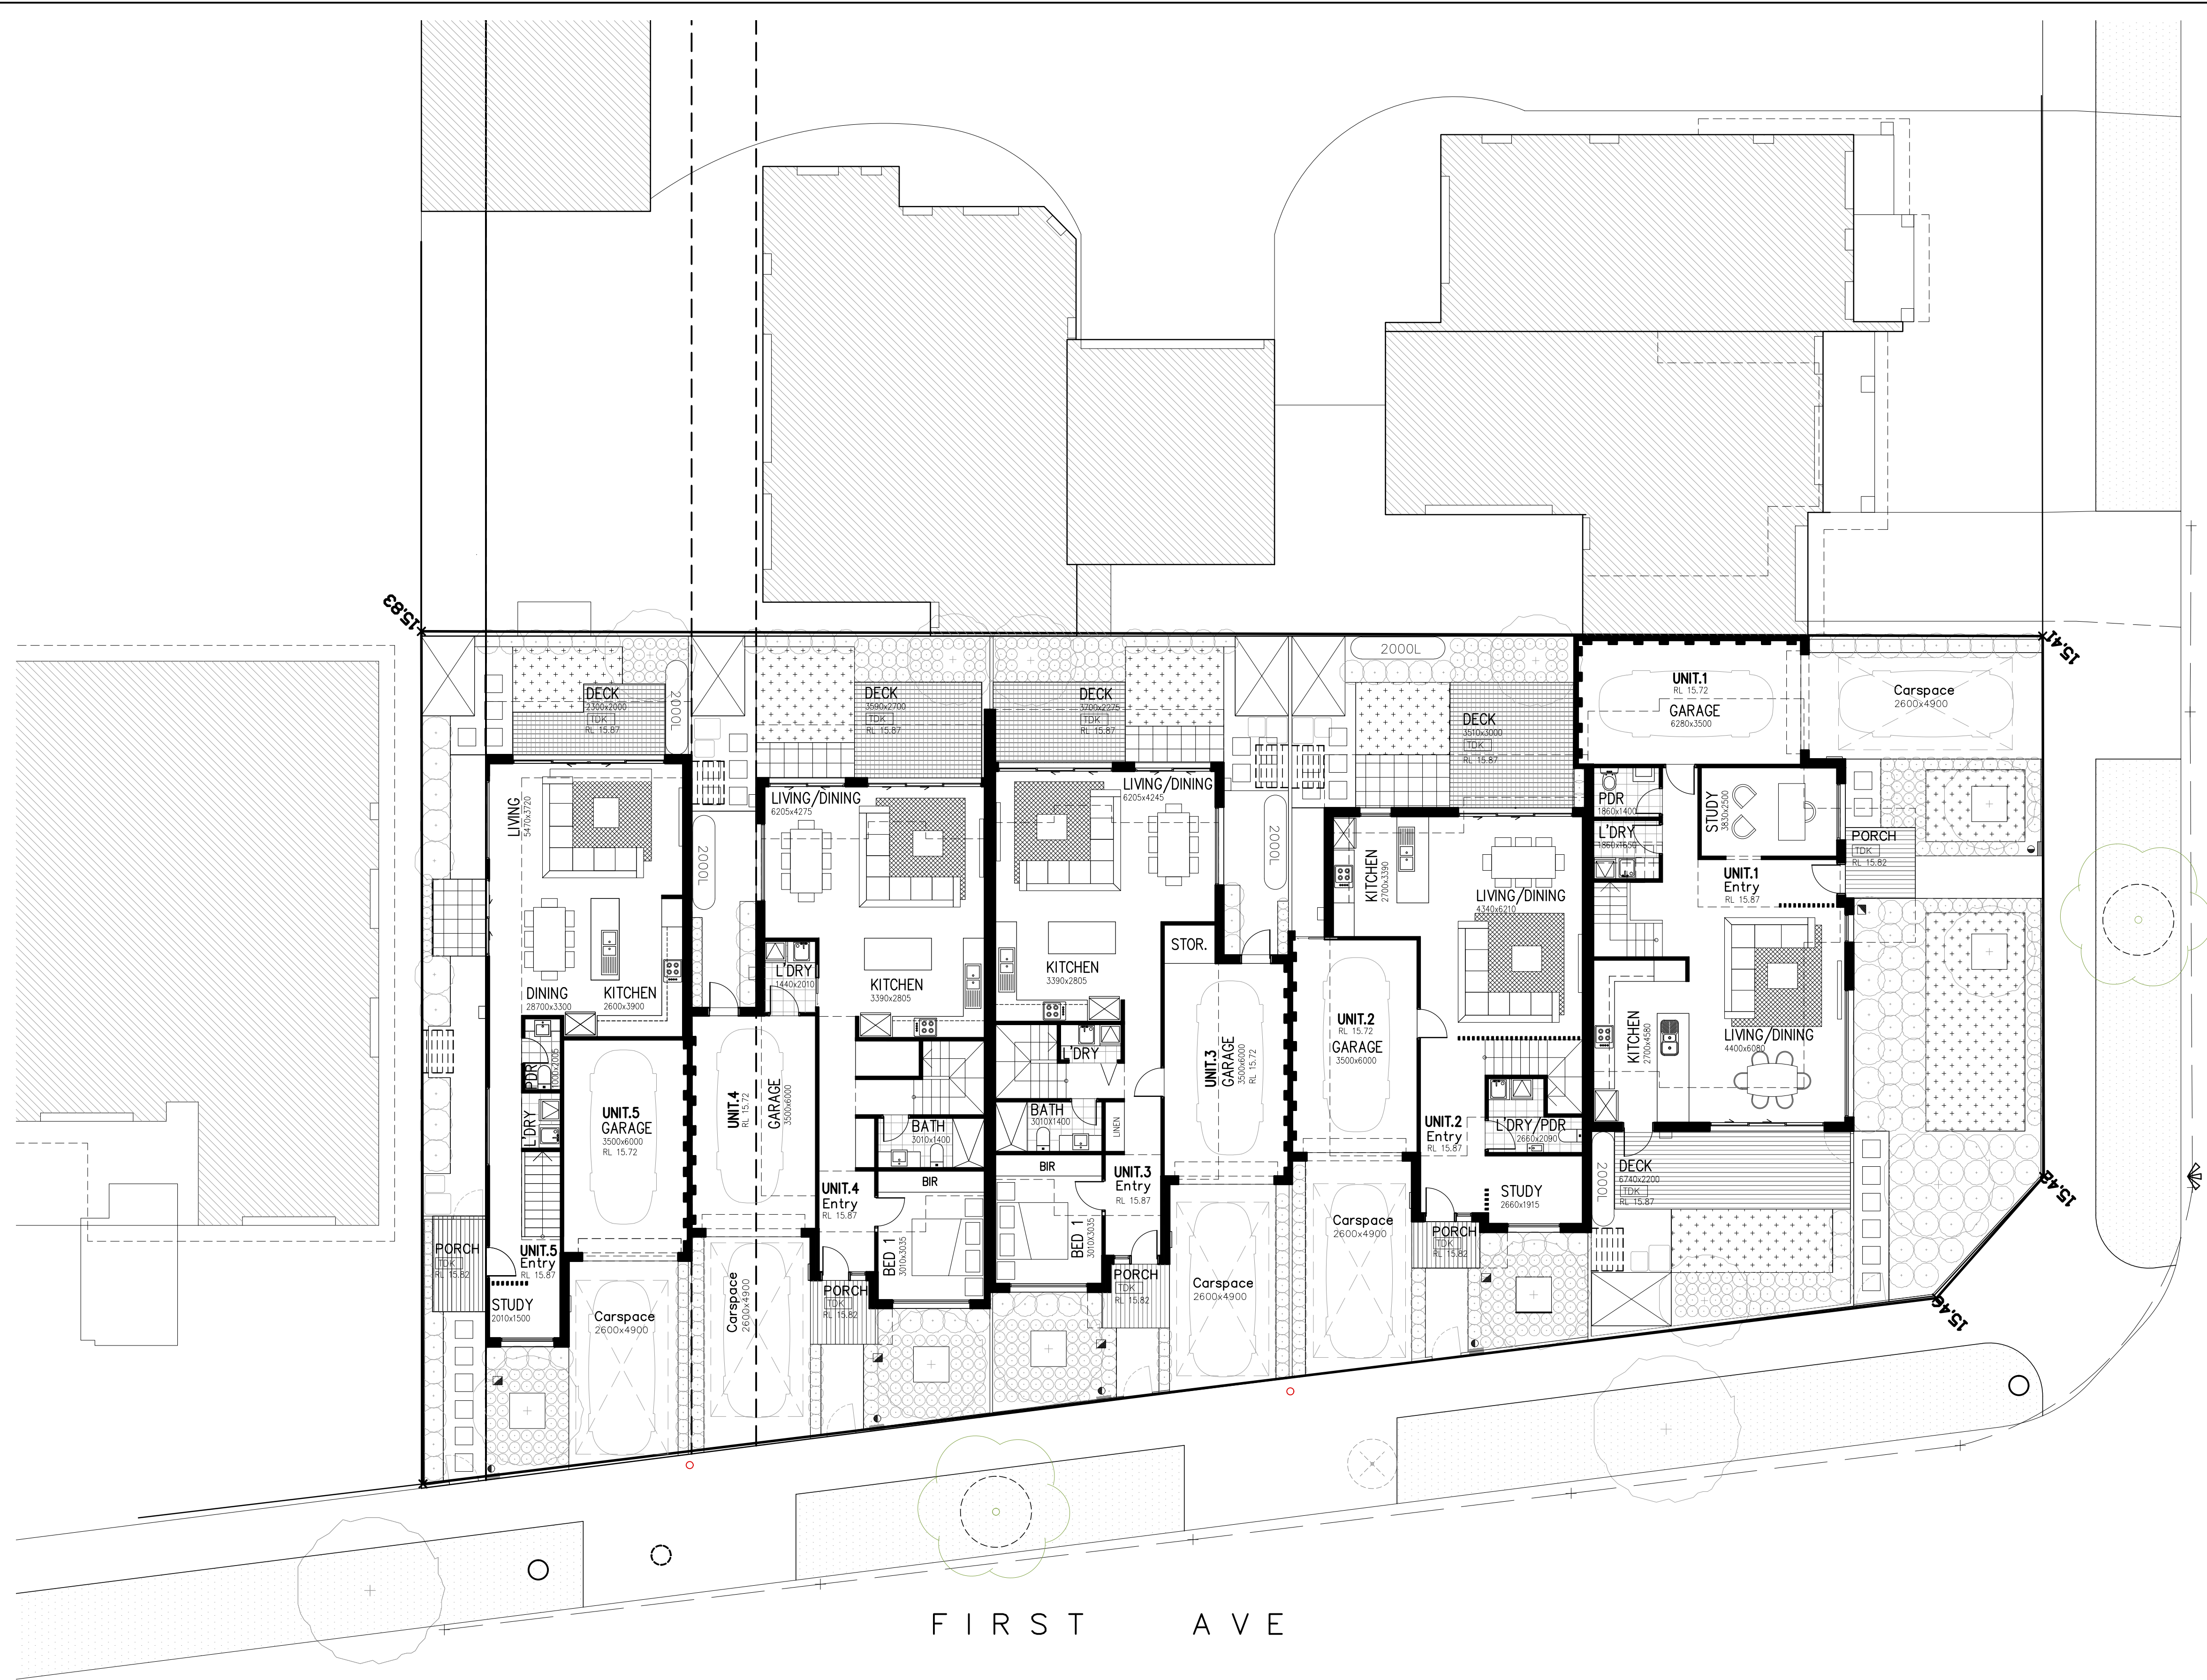 15.83
15.41
15.48
15.46
DECK
2300x2000
TDK
RL 15.87
2000L
LIVING
5470x3720
DINING
28700x3300
KITCHEN
2600x3900
PDR
1000x2005
L'DRY
UNIT.5
GARAGE
3500x6000
RL 15.72
PORCH
TDK
RL 15.82
UNIT.5
Entry
RL 15.87
STUDY
2010x1500
Carspace
2600x4900
2000L
DECK
3590x2700
TDK
RL 15.87
LIVING/DINING
6205x4275
L'DRY
1440x2010
KITCHEN
3390x2805
UNIT.4
RL 15.72
GARAGE
3500x6000
BATH
3010x1400
BIR
UNIT.4
Entry
RL 15.87
BED 1
3010x3035
PORCH
TDK
RL 15.82
Carspace
2600x4900
DECK
3700x2275
TDK
RL 15.87
LIVING/DINING
6205x4245
2000L
STOR.
KITCHEN
3390x2805
L'DRY
BATH
3010X1400
LINEN
BIR
UNIT.3
GARAGE
3500x6000
RL 15.72
UNIT.3
Entry
RL 15.87
BED 1
3010X3035
PORCH
TDK
RL 15.82
Carspace
2600x4900
2000L
DECK
3510x3000
TDK
RL 15.87
KITCHEN
2700x3390
LIVING/DINING
4340x6210
UNIT.2
RL 15.72
GARAGE
3500x6000
UNIT.2
Entry
RL 15.87
L'DRY/PDR
2660x2090
STUDY
2660x1915
PORCH
TDK
RL 15.82
Carspace
2600x4900
UNIT.1
RL 15.72
GARAGE
6280x3500
Carspace
2600x4900
PDR
1860x1400
L'DRY
1860x1650
STUDY
3830x2500
PORCH
TDK
RL 15.82
UNIT.1
Entry
RL 15.87
KITCHEN
2700x4580
LIVING/DINING
4400x6080
2000L
DECK
6740x2200
TDK
RL 15.87
FIRST AVE